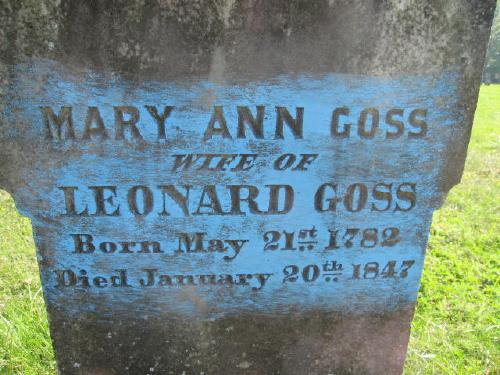 MARY ANN GOSS
WIFE OF
LEONARD GOSS
Born May 21st 1782
Died January 20th 1847